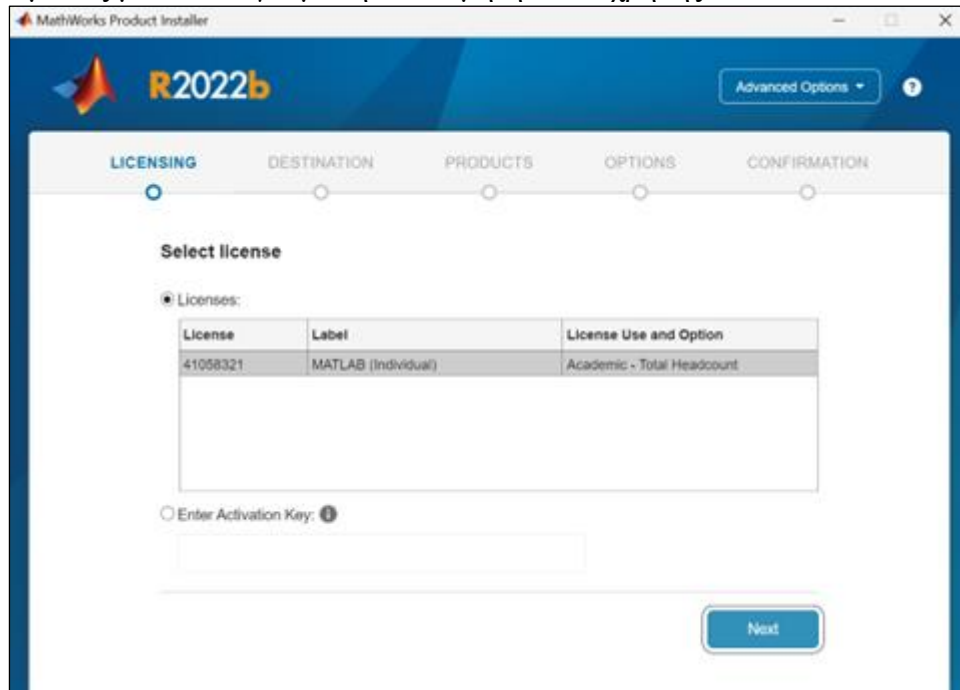 MathWorks Product Installer
R2022b
Advanced Options
?
LICENSING DESTINATION PRODUCTS OPTIONS CONFIRMATION
Select license
Licenses:
License Label License Use and Option
41058321 MATLAB (Individual) Academic - Total Headcount
Enter Activation Key:
Next